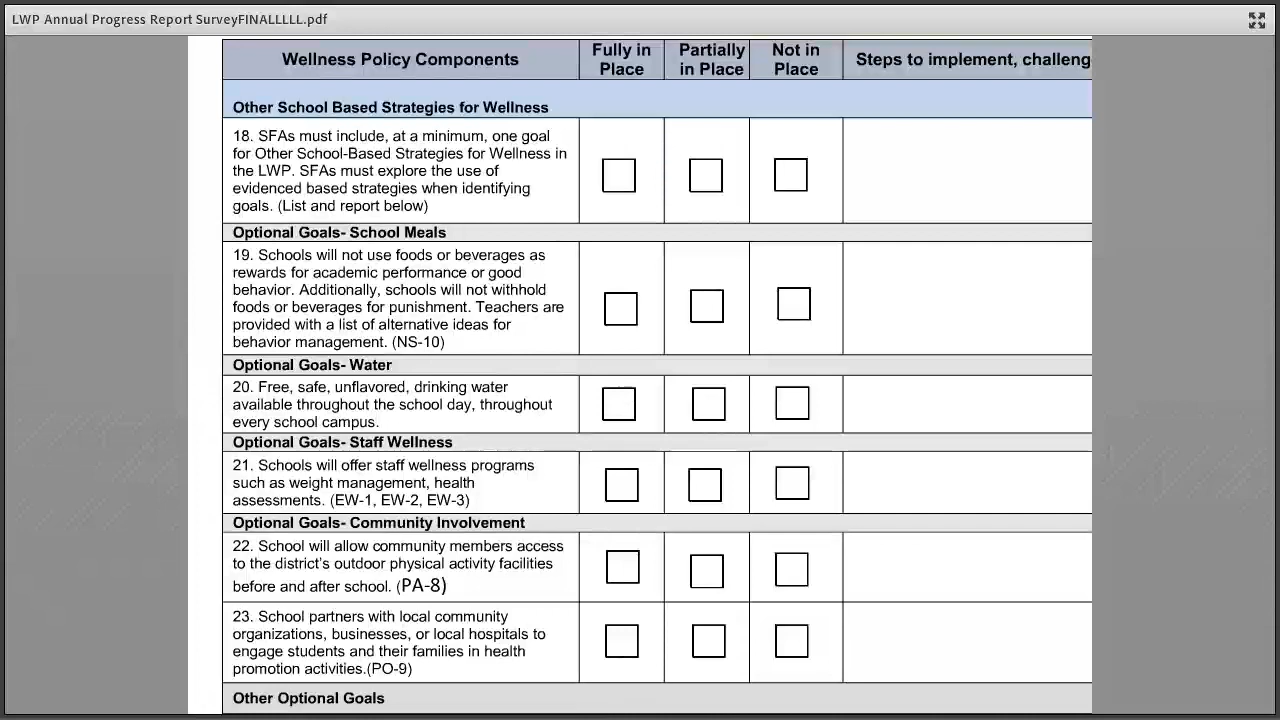 LWP Annual Progress Report SurveyFINALLLLL.pdf
Wellness Policy Components
Fully in
Place
Partially
in Place
Not in
Place
Steps to implement, challeng
Other School Based Strategies for Wellness
18. SFAs must include, at a minimum, one goal
for Other School-Based Strategies for Wellness in
the LWP. SFAs must explore the use of
evidenced based strategies when identifying
goals. (List and report below)
Optional Goals- School Meals
19. Schools will not use foods or beverages as
rewards for academic performance or good
behavior. Additionally, schools will not withhold
foods or beverages for punishment. Teachers are
provided with a list of alternative ideas for
behavior management. (NS-10)
Optional Goals- Water
20. Free, safe, unflavored, drinking water
available throughout the school day, throughout
every school campus.
Optional Goals- Staff Wellness
21. Schools will offer staff wellness programs
such as weight management, health
assessments. (EW-1, EW-2, EW-3)
Optional Goals- Community Involvement
22. School will allow community members access
to the district's outdoor physical activity facilities
before and after school. (PA-8)
23. School partners with local community
organizations, businesses, or local hospitals to
engage students and their families in health
promotion activities.(PO-9)
Other Optional Goals